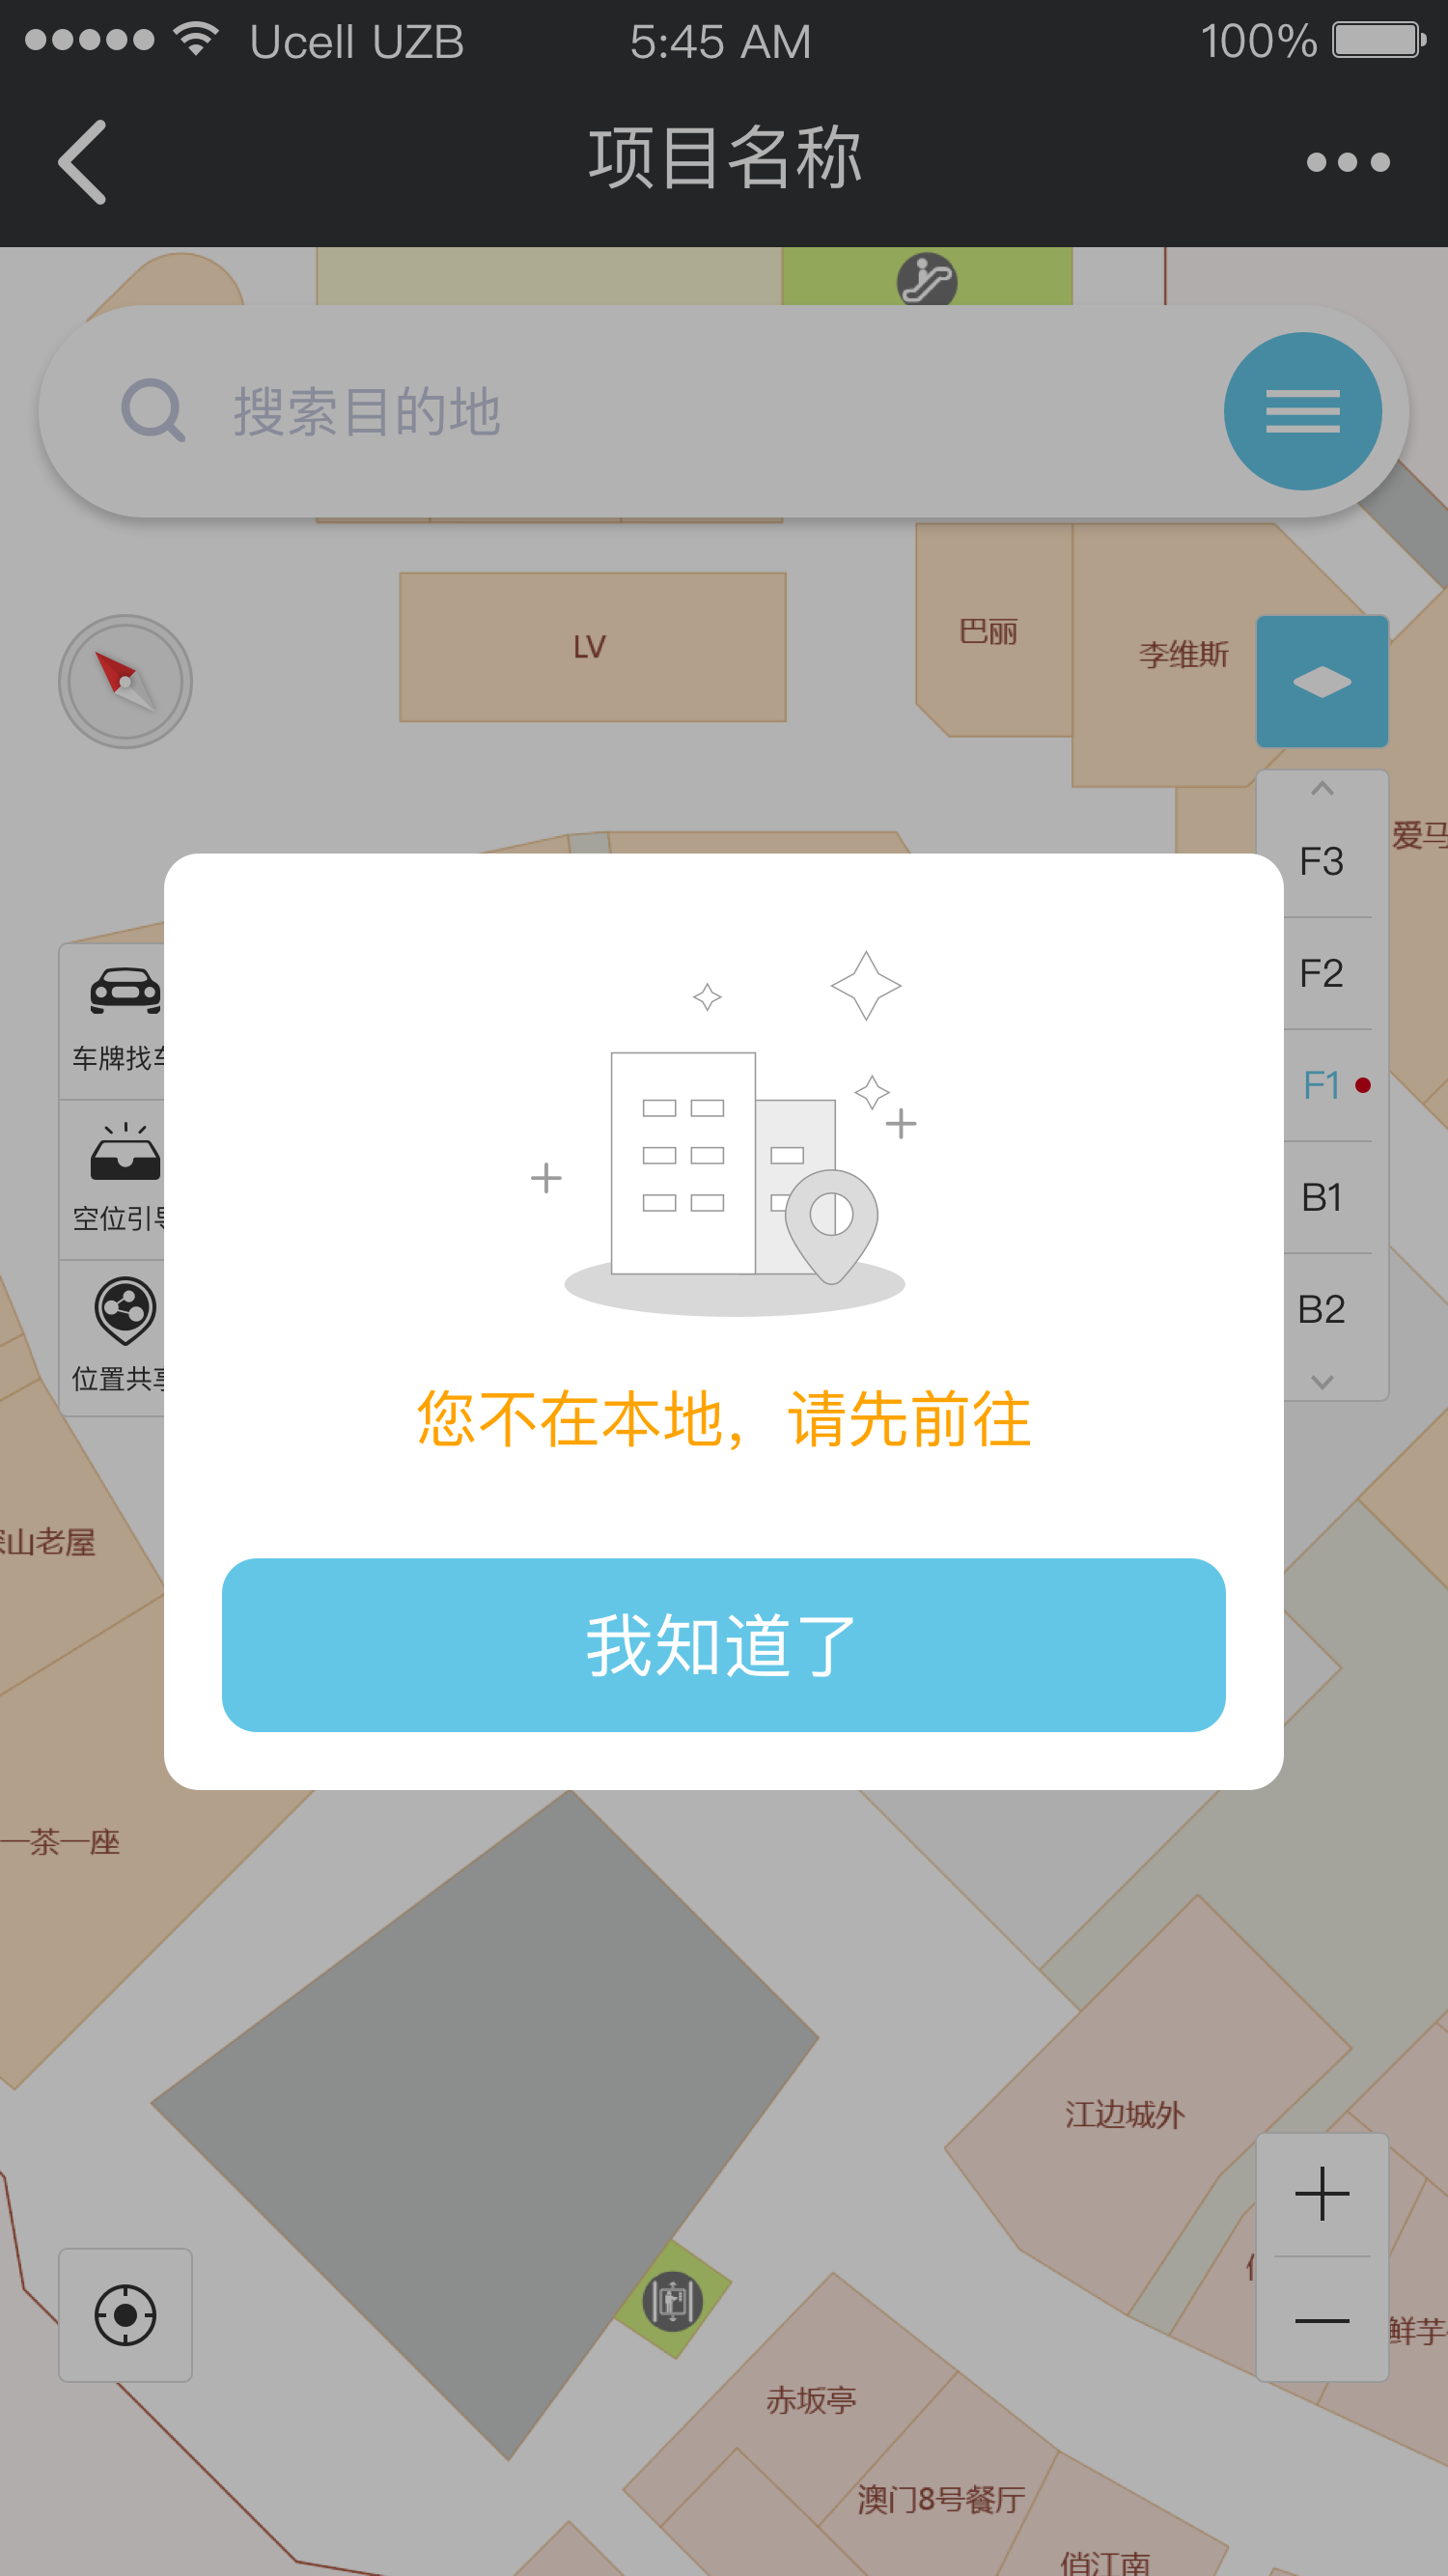 Ucell UZB 5:45 AM 100%
项目名称
搜索目的地
LV
巴丽
李维斯
爱马
F3
F2
车牌找
F1
空位引
B1
B2
位置共
您不在本地，请先前往
山老屋
我知道了
一茶一座
江边城外
鲜芋
赤坂亭
澳门8号餐厅
俏江南